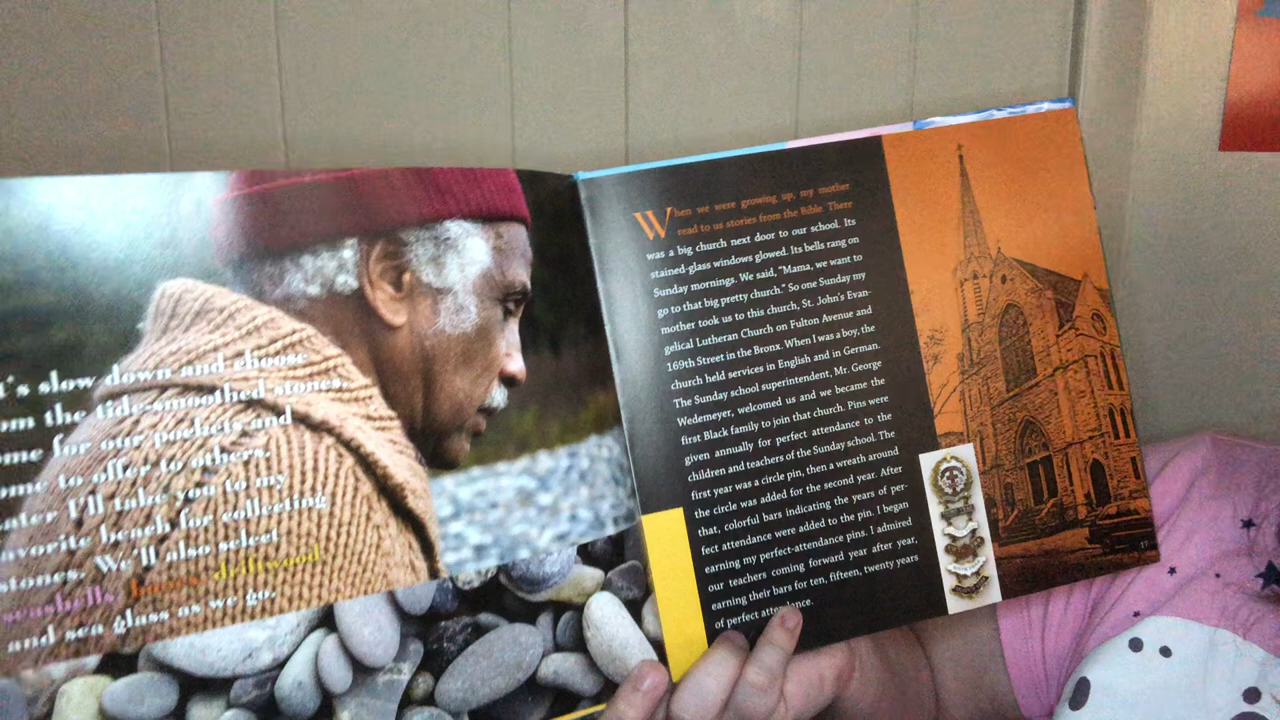 's slow down and choose
om the tide-smoothed stones,
ome for our pockets and
ome to offer to others.
ater I'll take you to my
avorite beach for collecting
stones. We'll also select
bones, driftwood
and sea glass as we go.
When we were growing up, my mother
read to us stories from the Bible. There
was a big church next door to our school. Its
stained-glass windows glowed. Its bells rang on
Sunday mornings. We said, "Mama, we want to
go to that big pretty church." So one Sunday my
mother took us to this church, St. John's Evan-
gelical Lutheran Church on Fulton Avenue and
169th Street in the Bronx. When I was a boy, the
church held services in English and in German.
The Sunday school superintendent, Mr. George
Wedemeyer, welcomed us and we became the
first Black family to join that church. Pins were
given annually for perfect attendance to the
children and teachers of the Sunday school. The
first year was a circle pin, then a wreath around
the circle was added for the second year. After
that, colorful bars indicating the years of per-
fect attendance were added to the pin. I began
earning my perfect-attendance pins. I admired
our teachers coming forward year after year,
earning their bars for ten, fifteen, twenty years
of perfect attendance.
17